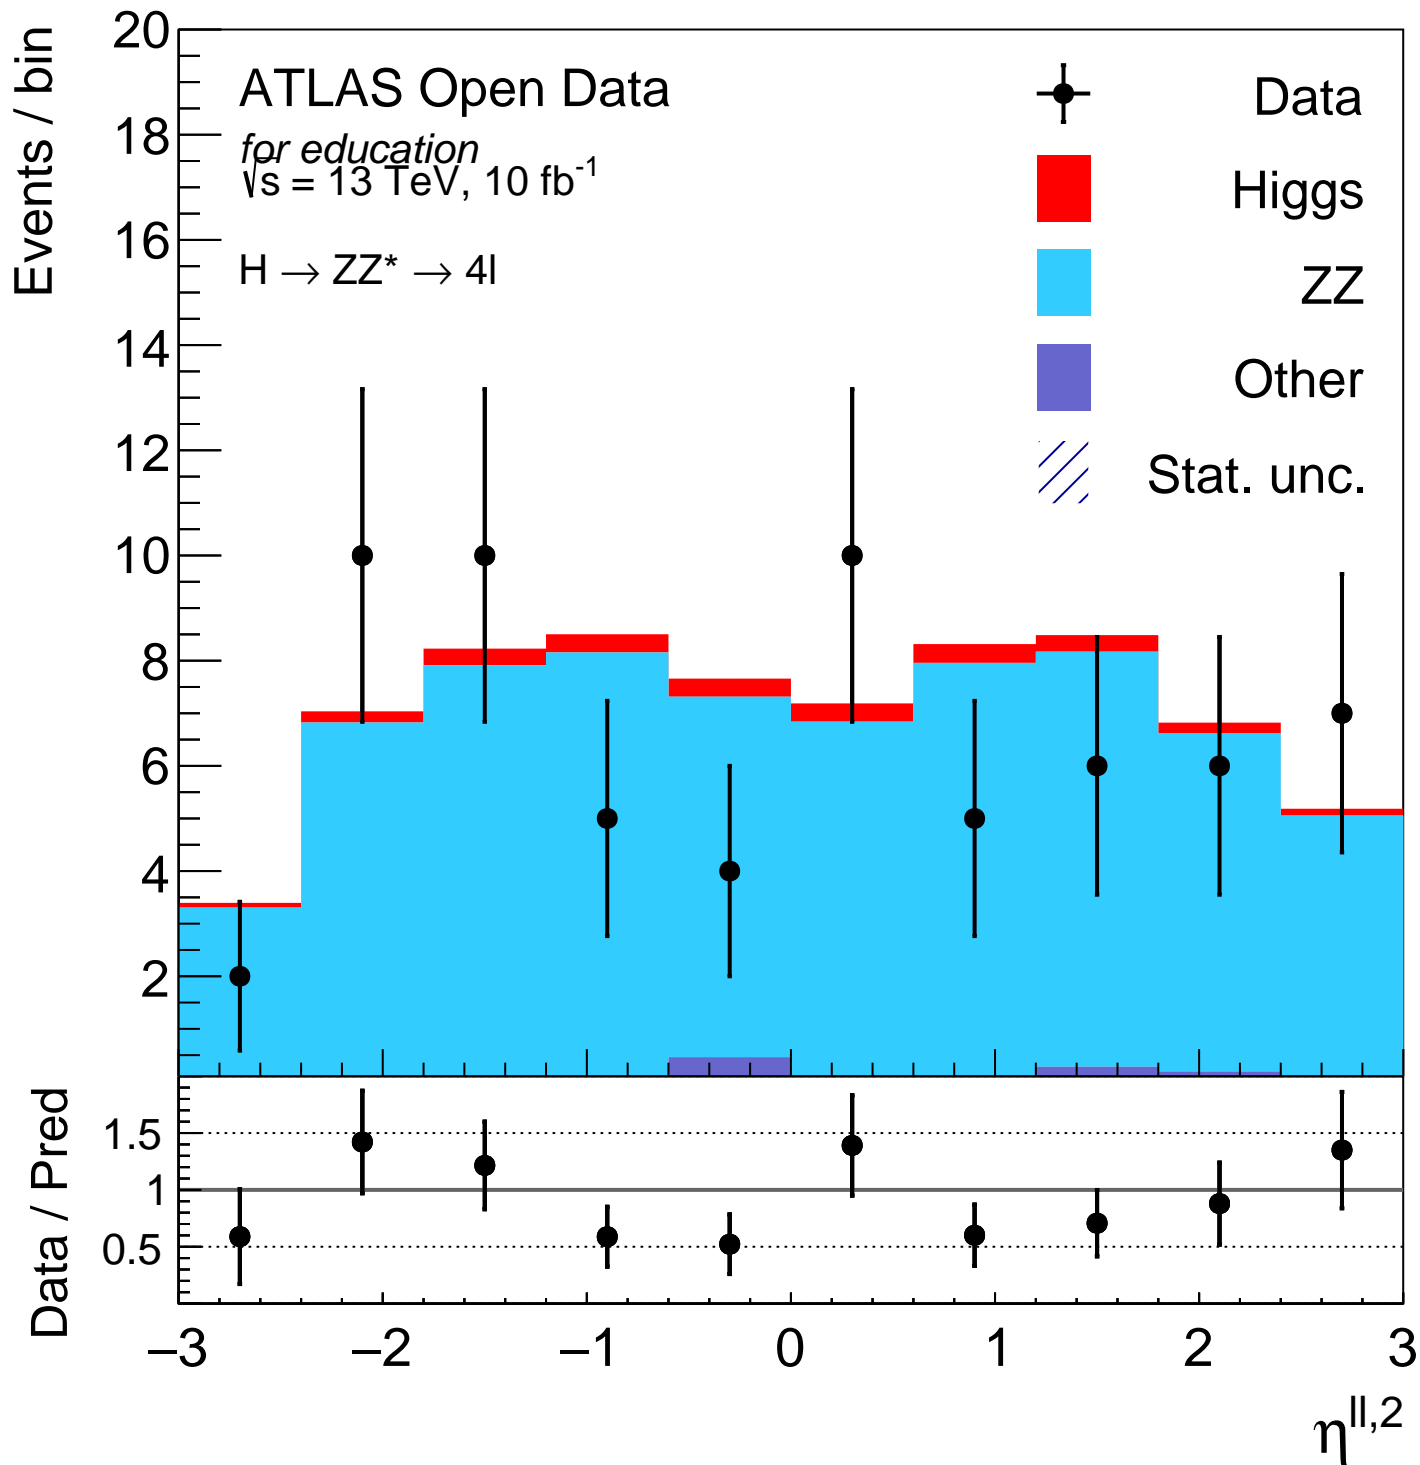 Events / bin
20
18
16
14
12
10
8
6
4
2
ATLAS Open Data
for education
√s = 13 TeV, 10 fb⁻¹
H → ZZ* → 4l
Data
Higgs
ZZ
Other
Stat. unc.
Data / Pred
1.5
1
0.5
−3 −2 −1 0 1 2 3
η^ll,2